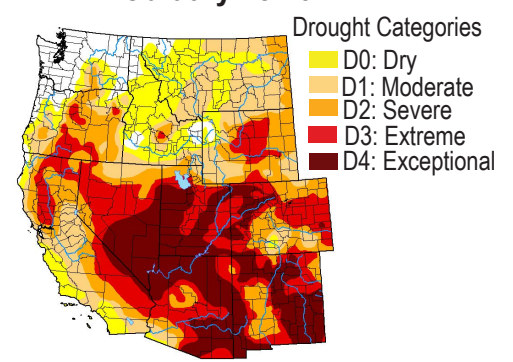 Drought Categories
D0: Dry
D1: Moderate
D2: Severe
D3: Extreme
D4: Exceptional